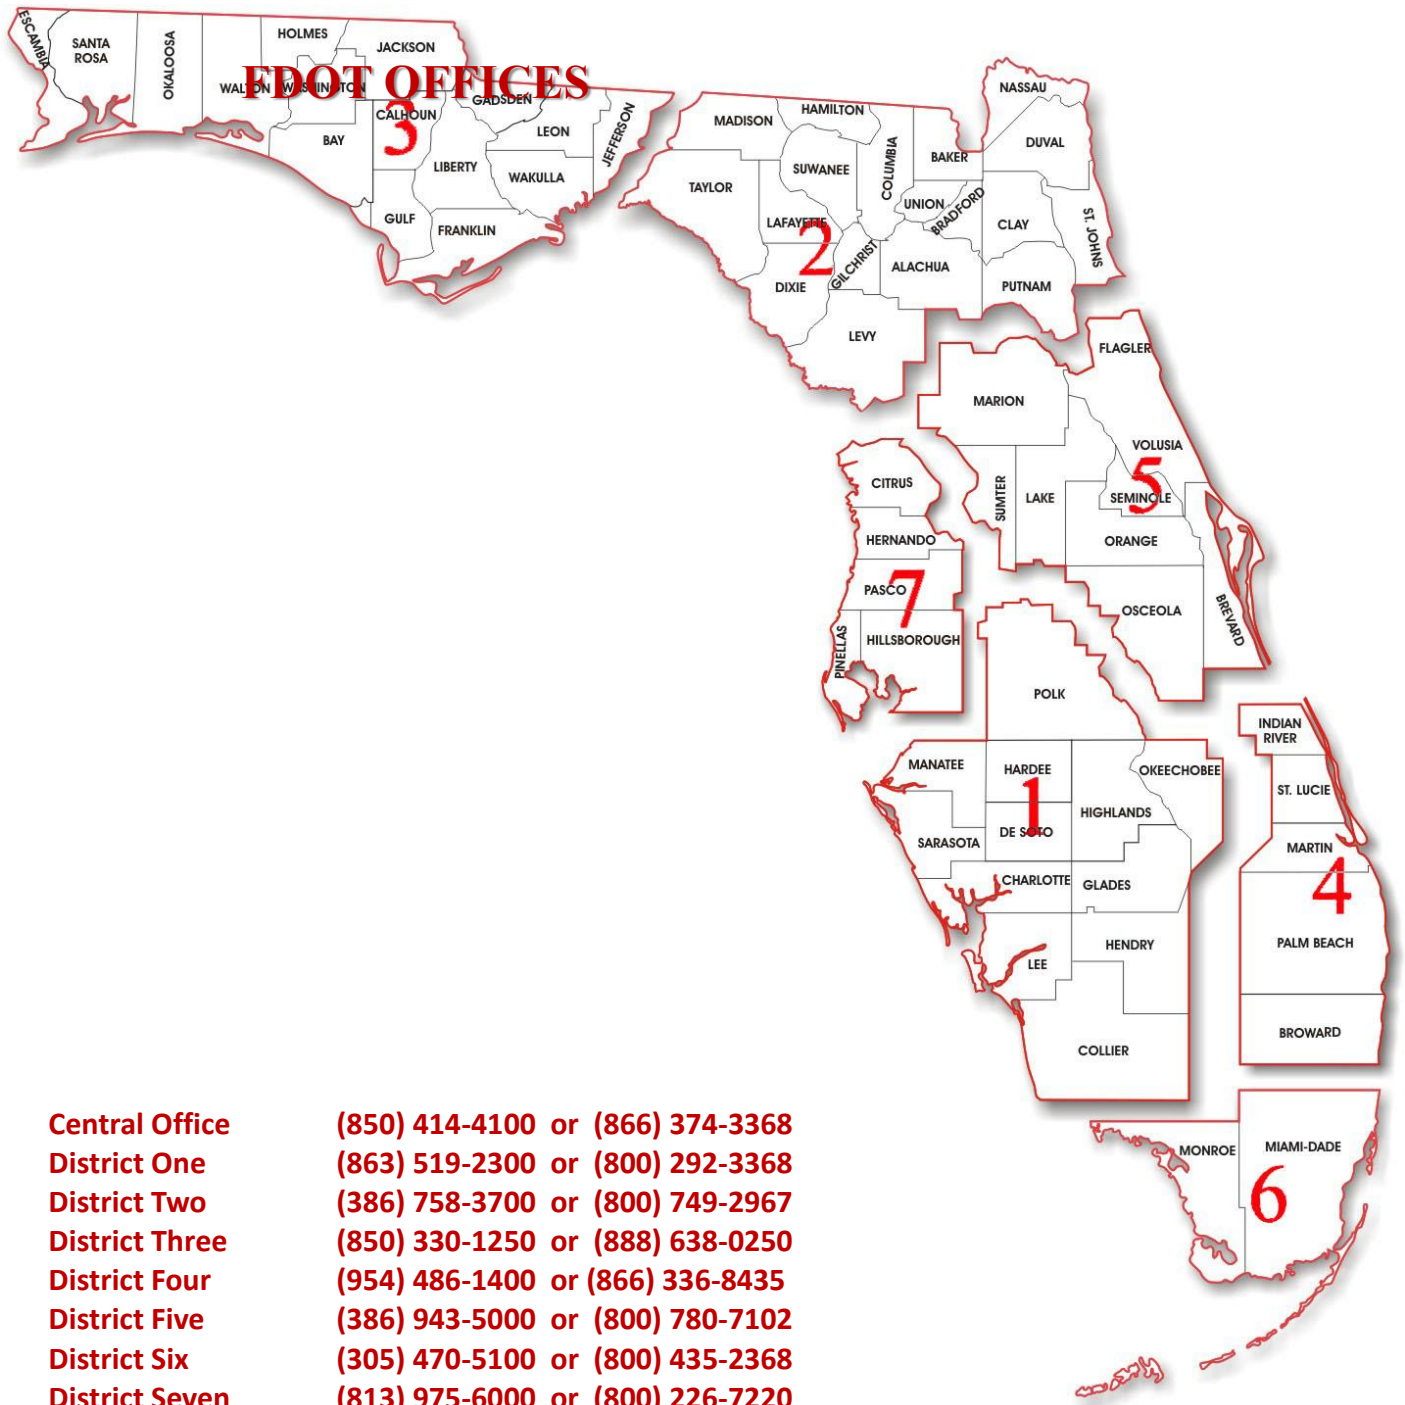 FDOT OFFICES
ESCAMBIA
SANTA
ROSA
OKALOOSA
WALTON
HOLMES
WASHINGTON
JACKSON
BAY
CALHOUN
3
GULF
LIBERTY
GADSDEN
LEON
WAKULLA
FRANKLIN
JEFFERSON
MADISON
HAMILTON
TAYLOR
SUWANEE
LAFAYETTE
2
DIXIE
COLUMBIA
BAKER
NASSAU
DUVAL
UNION
BRADFORD
CLAY
ST. JOHNS
GILCHRIST
ALACHUA
PUTNAM
LEVY
FLAGLER
MARION
VOLUSIA
5
SUMTER
LAKE
SEMINOLE
ORANGE
OSCEOLA
BREVARD
CITRUS
HERNANDO
PASCO
7
PINELLAS
HILLSBOROUGH
POLK
MANATEE
HARDEE
1
OKEECHOBEE
HIGHLANDS
DE SOTO
SARASOTA
CHARLOTTE
GLADES
LEE
HENDRY
COLLIER
INDIAN
RIVER
ST. LUCIE
MARTIN
4
PALM BEACH
BROWARD
MONROE
MIAMI-DADE
6
Central Office (850) 414-4100 or (866) 374-3368
District One (863) 519-2300 or (800) 292-3368
District Two (386) 758-3700 or (800) 749-2967
District Three (850) 330-1250 or (888) 638-0250
District Four (954) 486-1400 or (866) 336-8435
District Five (386) 943-5000 or (800) 780-7102
District Six (305) 470-5100 or (800) 435-2368
District Seven (813) 975-6000 or (800) 226-7220